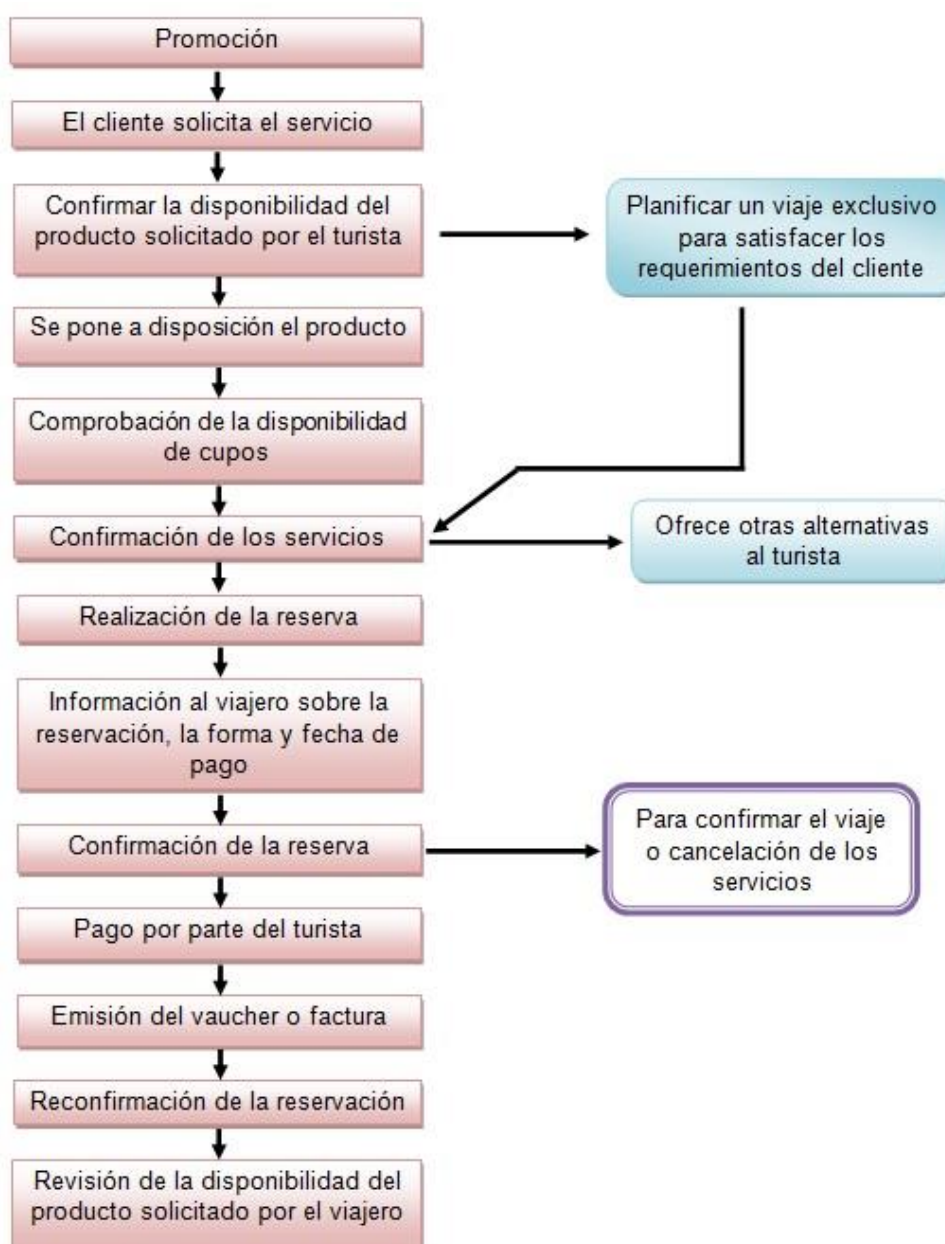 Promoción
El cliente solicita el servicio
Confirmar la disponibilidad del
producto solicitado por el turista
Planificar un viaje exclusivo
para satisfacer los
requerimientos del cliente
Se pone a disposición el producto
Comprobación de la disponibilidad
de cupos
Confirmación de los servicios
Ofrece otras alternativas
al turista
Realización de la reserva
Información al viajero sobre la
reservación, la forma y fecha de
pago
Confirmación de la reserva
Para confirmar el viaje
o cancelación de los
servicios
Pago por parte del turista
Emisión del vaucher o factura
Reconfirmación de la reservación
Revisión de la disponibilidad del
producto solicitado por el viajero